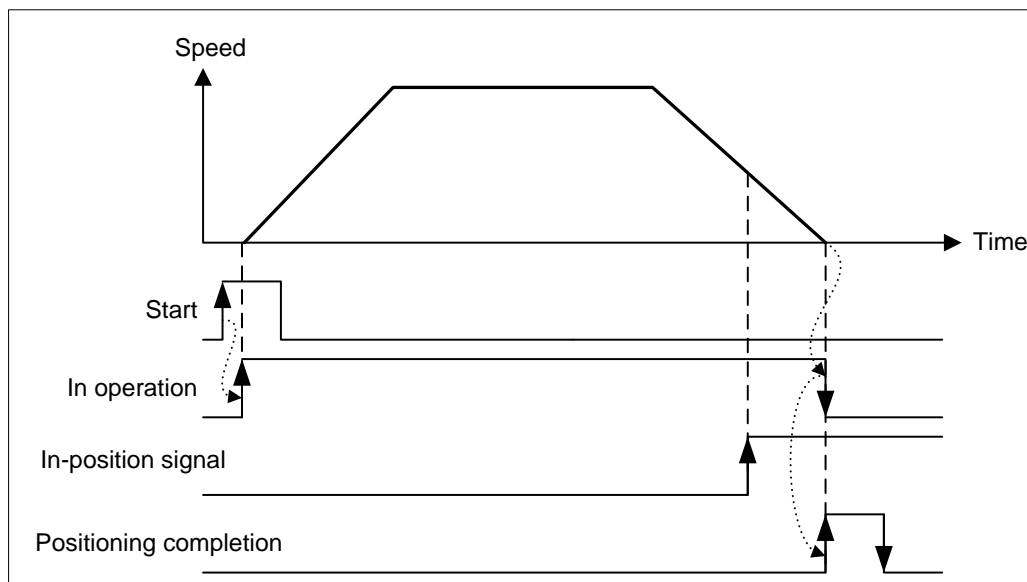 Speed
Time
Start
In operation
In-position signal
Positioning completion